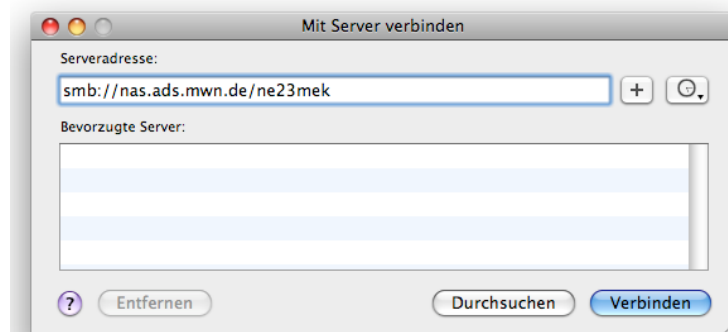 Mit Server verbinden
Serveradresse:
smb://nas.ads.mwn.de/ne23mek
+
Bevorzugte Server:
? Entfernen Durchsuchen Verbinden